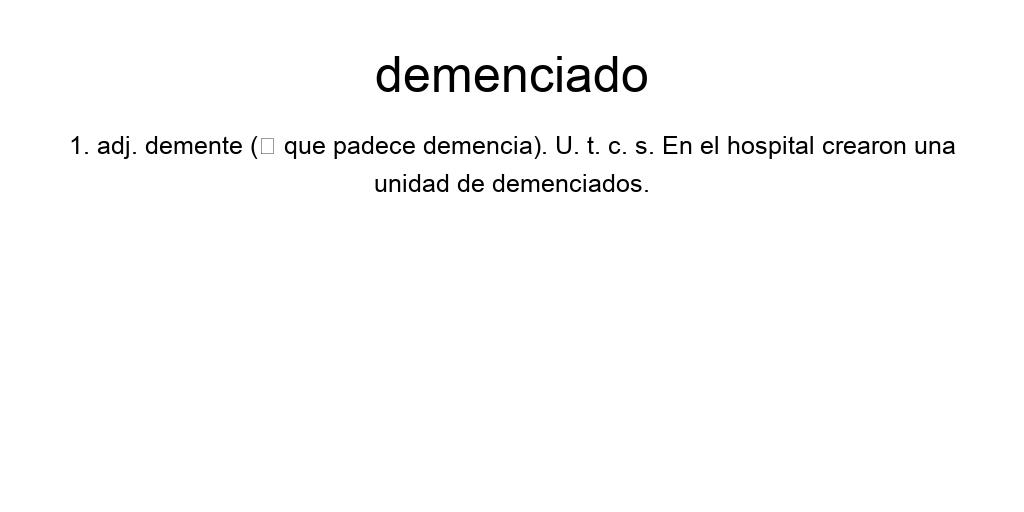 demenciado
1. adj. demente (□ que padece demencia). U. t. c. s. En el hospital crearon una
unidad de demenciados.